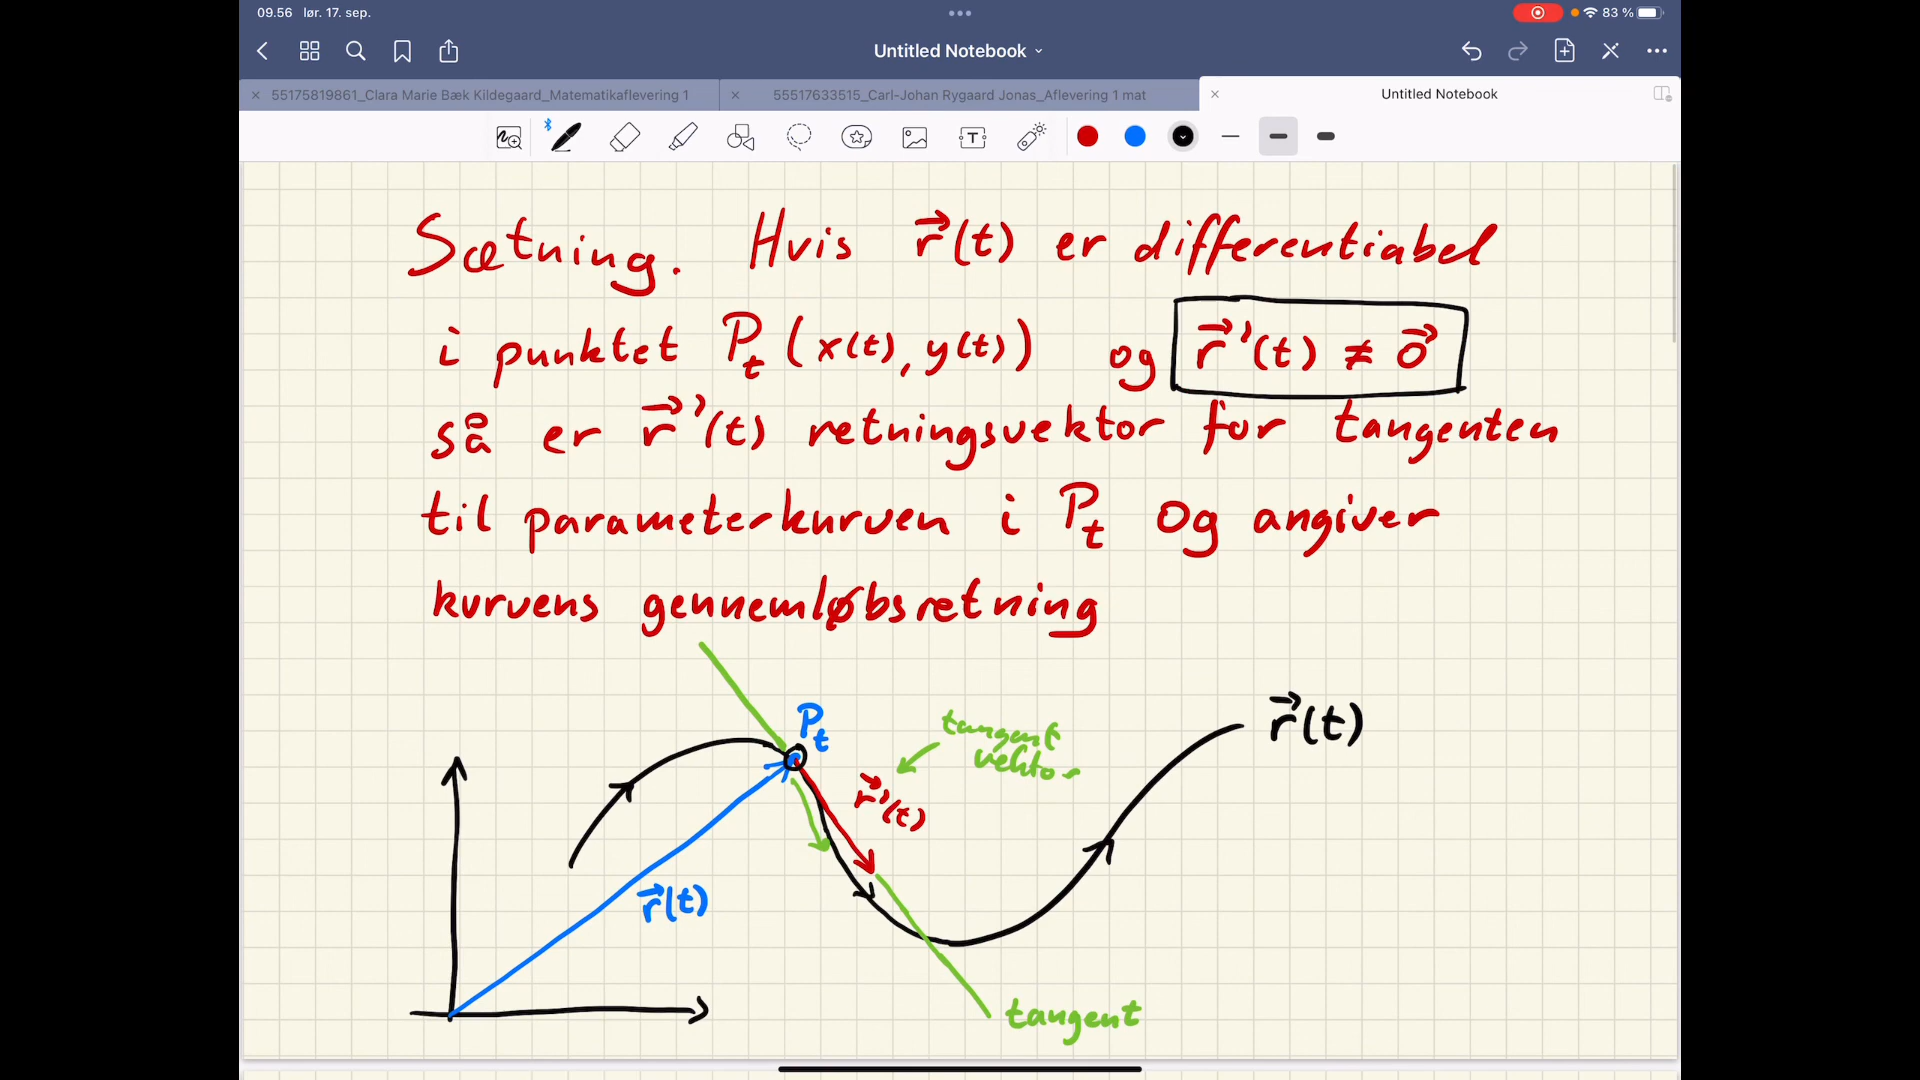 09.56 lør. 17. sep.
83 %
Untitled Notebook
55175819861_Clara Marie Bæk Kildegaard_Matematikaflevering 1
55517633515_Carl-Johan Rygaard Jonas_Aflevering 1 mat
Untitled Notebook
T
Sætning. Hvis r⃗(t) er differentiabel
i punktet Pₜ(x(t), y(t)) og r⃗'(t) ≠ o⃗
så er r⃗'(t) retningsvektor for tangenten
til parameterkurven i Pₜ og angiver
kurvens gennemløbsretning
Pₜ
tangent
vektor
r⃗(t)
r⃗'(t)
r⃗(t)
tangent